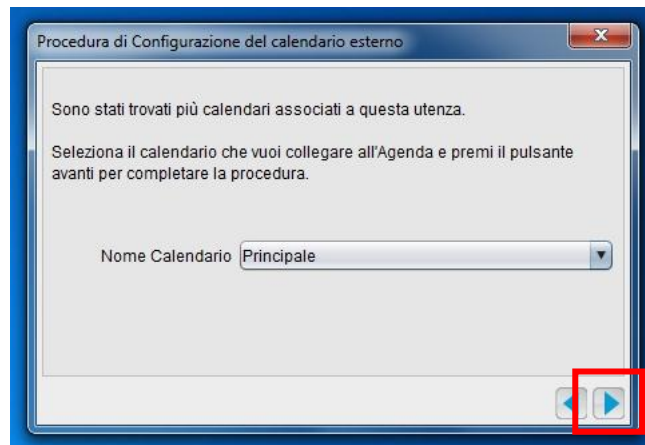 Procedura di Configurazione del calendario esterno
Sono stati trovati più calendari associati a questa utenza.
Seleziona il calendario che vuoi collegare all'Agenda e premi il pulsante
avanti per completare la procedura.
Nome Calendario Principale